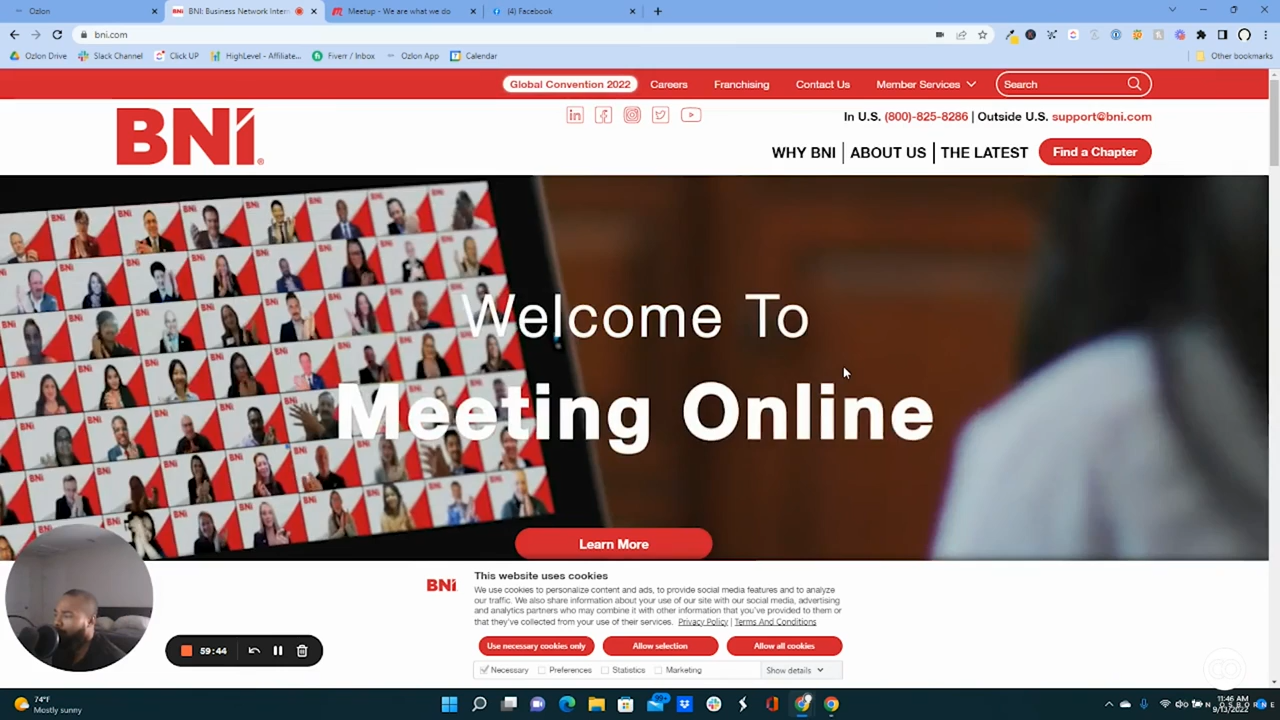 Ozlon
BNI: Business Network Intern
Meetup - We are what we do
(4) Facebook
bni.com
Ozlon Drive
Slack Channel
Click UP
HighLevel - Affiliate...
Fiverr / Inbox
Ozlon App
Calendar
Other bookmarks
Global Convention 2022
Careers
Franchising
Contact Us
Member Services
Search
BNI®
In U.S. (800)-825-8286 | Outside U.S. support@bni.com
WHY BNI | ABOUT US | THE LATEST
Find a Chapter
Welcome To
Meeting Online
Learn More
BNI
This website uses cookies
We use cookies to personalize content and ads, to provide social media features and to analyze
our traffic. We also share information about your use of our site with our social media, advertising
and analytics partners who may combine it with other information that you've provided to them or
that they've collected from your use of their services. Privacy Policy | Terms And Conditions
Use necessary cookies only
Allow selection
Allow all cookies
Necessary
Preferences
Statistics
Marketing
Show details
59:44
74°F
Mostly sunny
99+
11:46 AM
9/13/2022